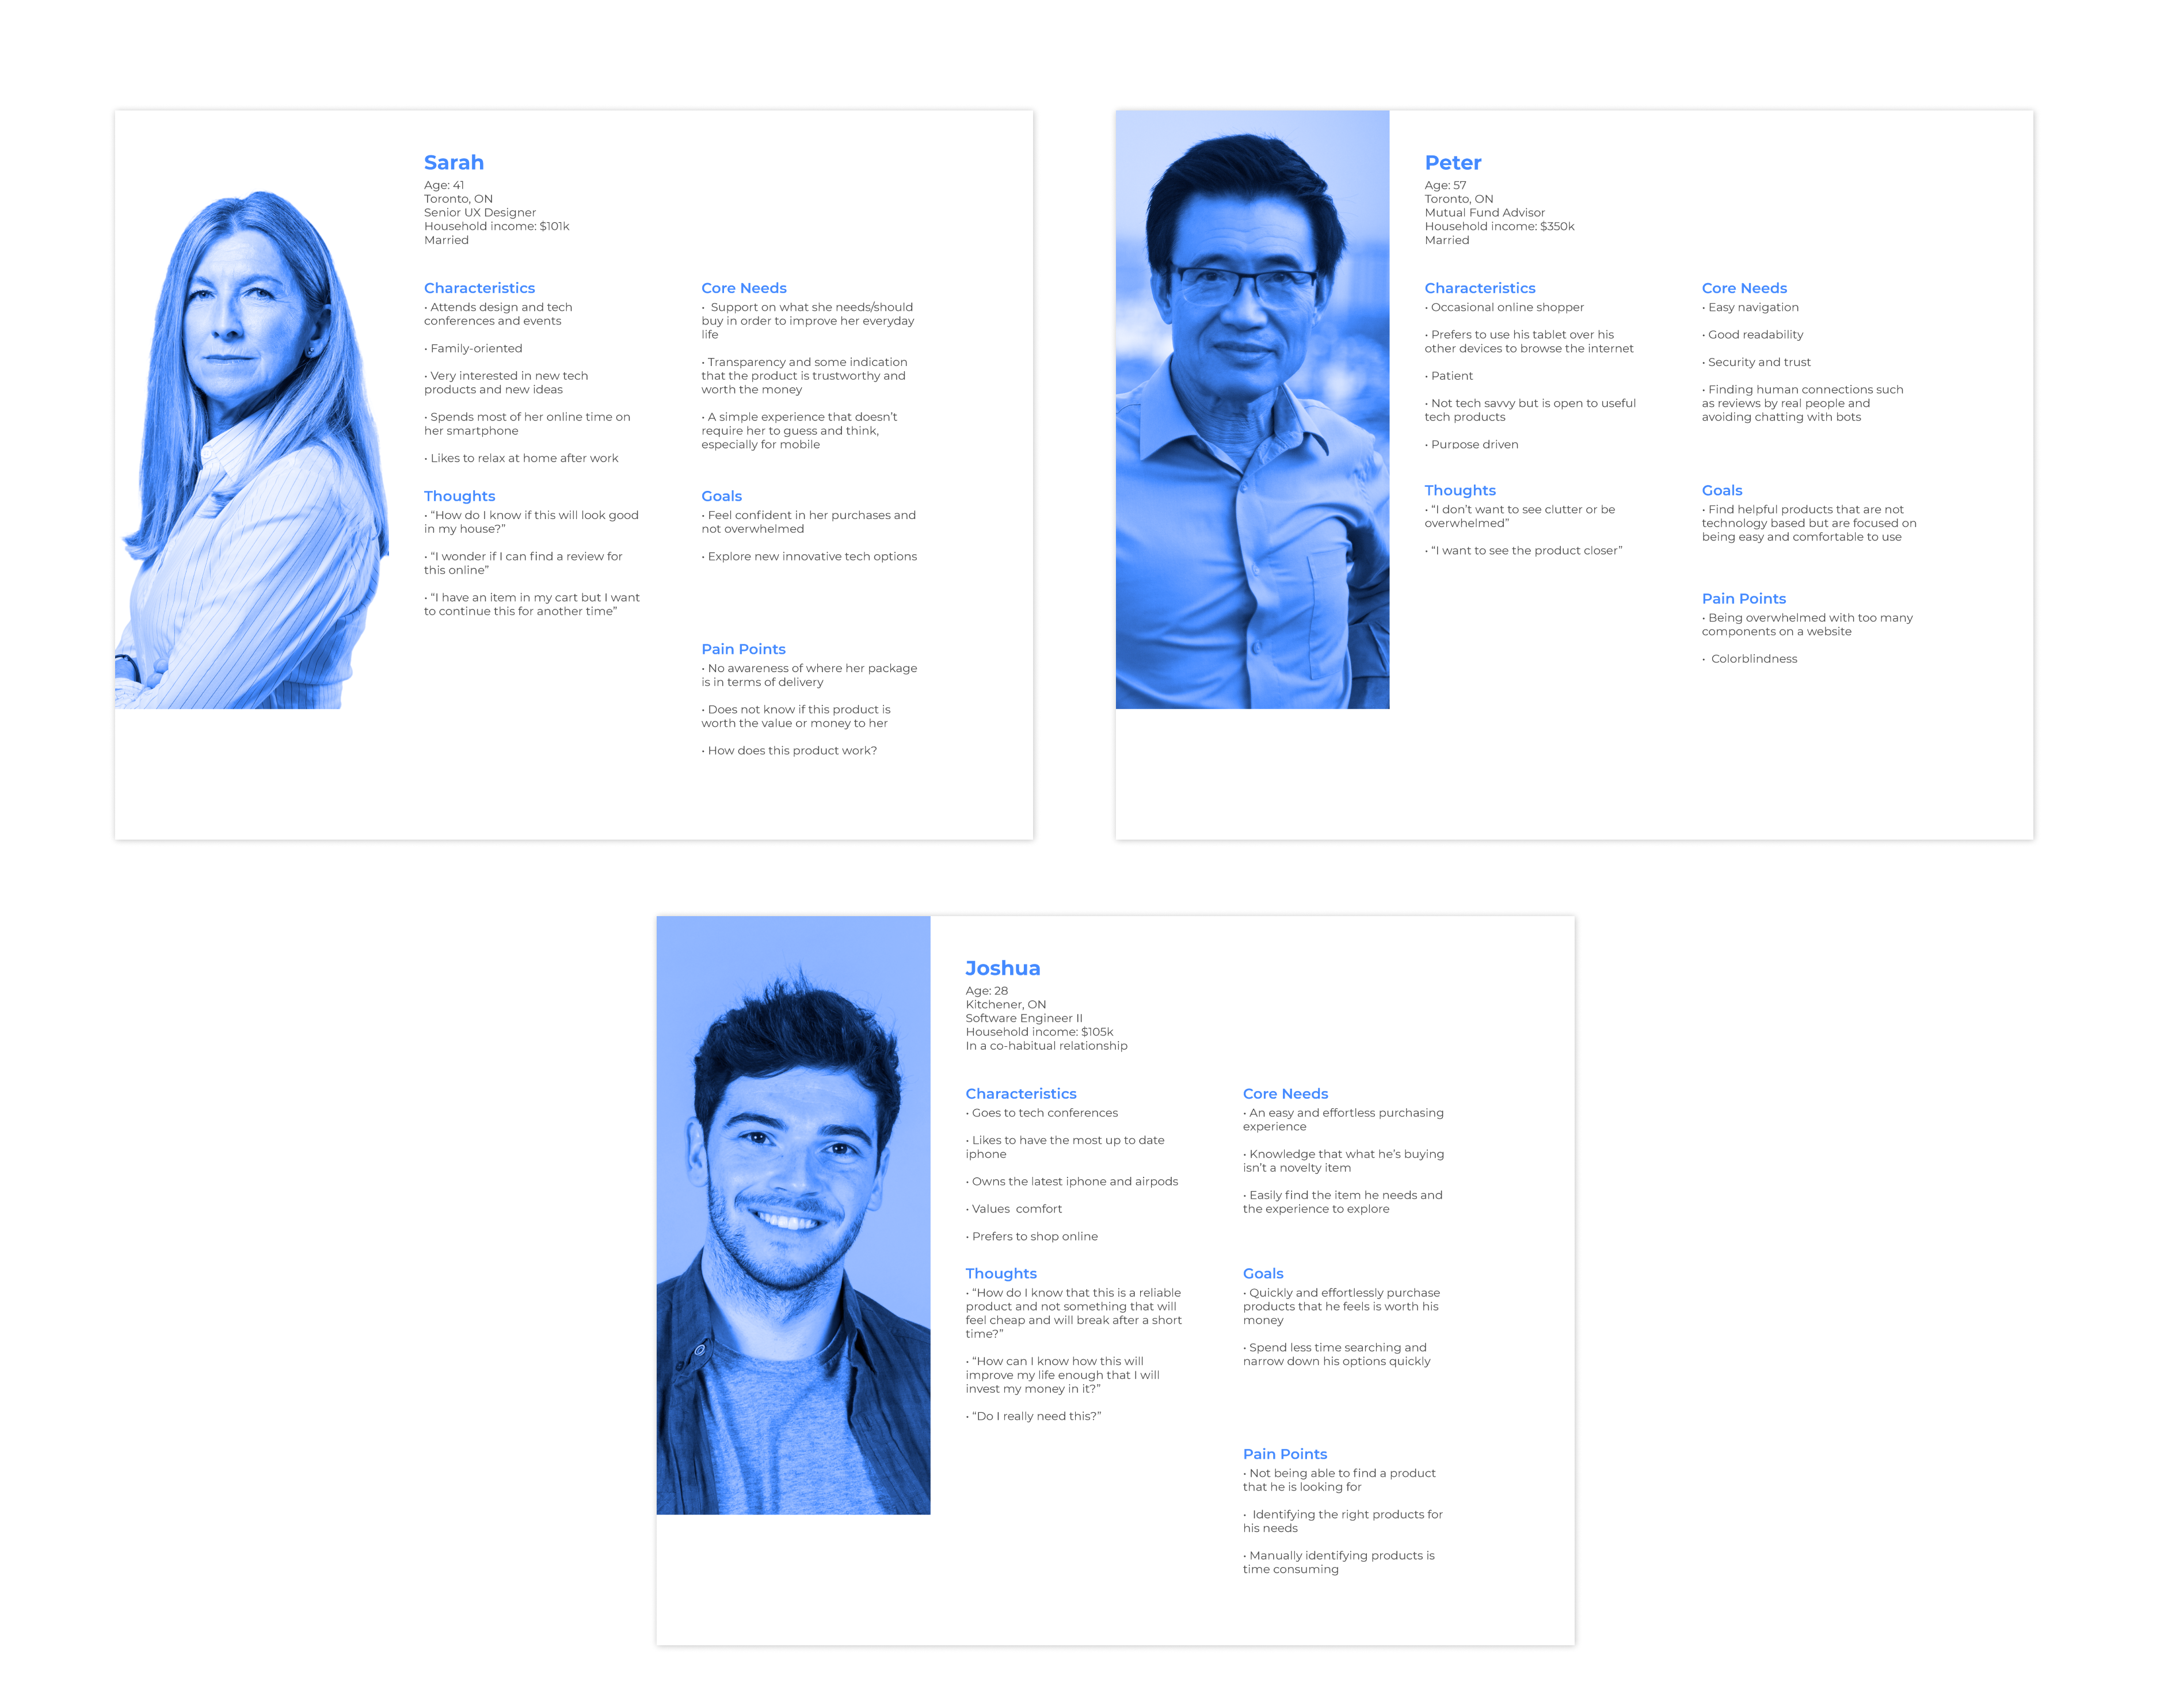 Sarah
Age: 41
Toronto, ON
Senior UX Designer
Household income: $101k
Married
Characteristics
• Attends design and tech
conferences and events
• Family-oriented
• Very interested in new tech
products and new ideas
• Spends most of her online time on
her smartphone
• Likes to relax at home after work
Thoughts
• “How do I know if this will look good
in my house?”
• “I wonder if I can find a review for
this online”
• “I have an item in my cart but I want
to continue this for another time”
Core Needs
•  Support on what she needs/should
buy in order to improve her everyday
life
• Transparency and some indication
that the product is trustworthy and
worth the money
• A simple experience that doesn’t
require her to guess and think,
especially for mobile
Goals
• Feel confident in her purchases and
not overwhelmed
• Explore new innovative tech options
Pain Points
• No awareness of where her package
is in terms of delivery
• Does not know if this product is
worth the value or money to her
• How does this product work?
Peter
Age: 57
Toronto, ON
Mutual Fund Advisor
Household income: $350k
Married
Characteristics
• Occasional online shopper
• Prefers to use his tablet over his
other devices to browse the internet
• Patient
• Not tech savvy but is open to useful
tech products
• Purpose driven
Thoughts
• “I don’t want to see clutter or be
overwhelmed”
• “I want to see the product closer”
Core Needs
• Easy navigation
• Good readability
• Security and trust
• Finding human connections such
as reviews by real people and
avoiding chatting with bots
Goals
• Find helpful products that are not
technology based but are focused on
being easy and comfortable to use
Pain Points
• Being overwhelmed with too many
components on a website
•  Colorblindness
Joshua
Age: 28
Kitchener, ON
Software Engineer II
Household income: $105k
In a co-habitual relationship
Characteristics
• Goes to tech conferences
• Likes to have the most up to date
iphone
• Owns the latest iphone and airpods
• Values  comfort
• Prefers to shop online
Thoughts
• “How do I know that this is a reliable
product and not something that will
feel cheap and will break after a short
time?”
• “How can I know how this will
improve my life enough that I will
invest my money in it?”
• “Do I really need this?”
Core Needs
• An easy and effortless purchasing
experience
• Knowledge that what he’s buying
isn’t a novelty item
• Easily find the item he needs and
the experience to explore
Goals
• Quickly and effortlessly purchase
products that he feels is worth his
money
• Spend less time searching and
narrow down his options quickly
Pain Points
• Not being able to find a product
that he is looking for
•  Identifying the right products for
his needs
• Manually identifying products is
time consuming